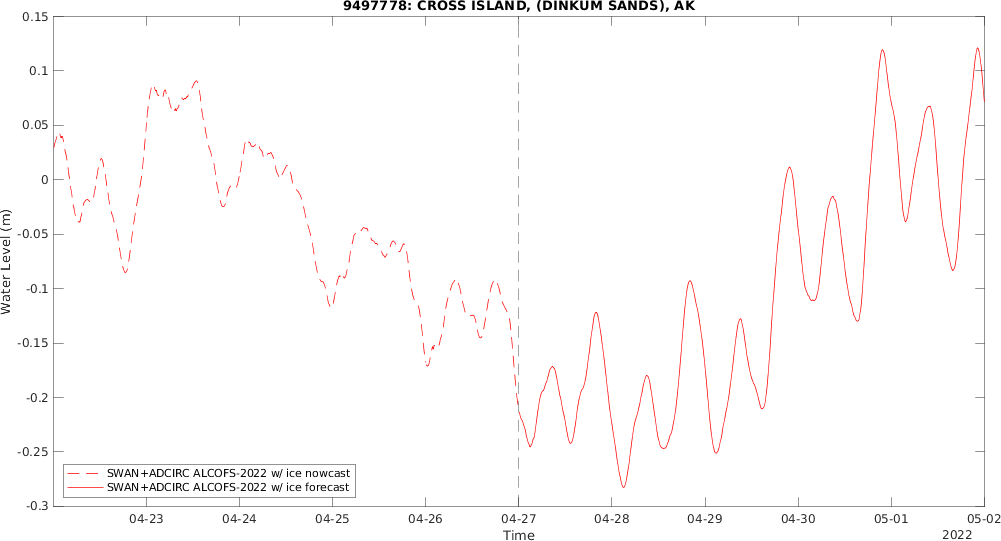 9497778: CROSS ISLAND, (DINKUM SANDS), AK
0.15
0.1
0.05
0
-0.05
-0.1
-0.15
-0.2
-0.25
-0.3
Water Level (m)
SWAN+ADCIRC ALCOFS-2022 w/ ice nowcast
SWAN+ADCIRC ALCOFS-2022 w/ ice forecast
04-23 04-24 04-25 04-26 04-27 04-28 04-29 04-30 05-01 05-02
Time
2022